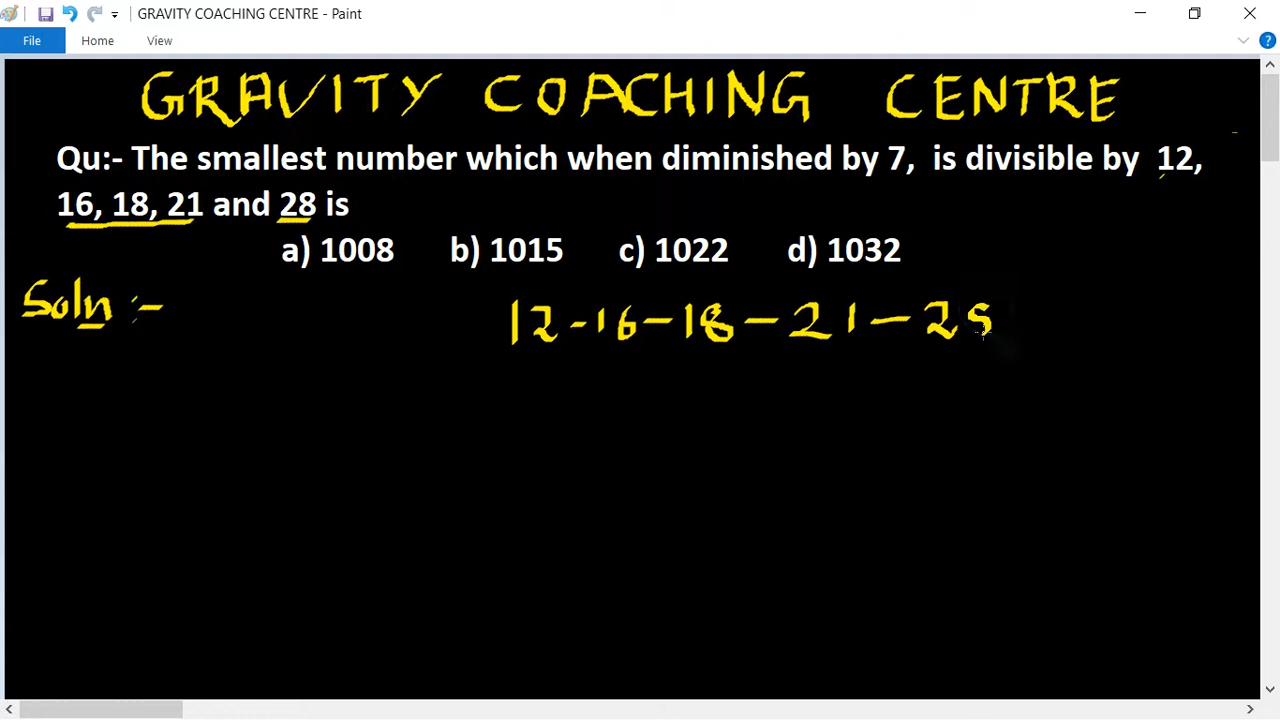 GRAVITY COACHING CENTRE - Paint
File Home View
GRAVITY COACHING CENTRE
Qu:- The smallest number which when diminished by 7, is divisible by 12,
16, 18, 21 and 28 is
a) 1008 b) 1015 c) 1022 d) 1032
Soln :- 12 - 16 - 18 - 21 - 28